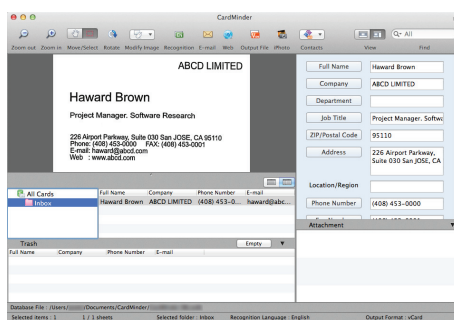 CardMinder
Zoom out Zoom in Move/Select Rotate Modify Image Recognition E-mail Web Output File iPhoto Contacts View Find
All
ABCD LIMITED
Haward Brown
Project Manager. Software Research
226 Airport Parkway, Suite 030 San JOSE, CA 95110
Phone: (408) 453-0000 FAX: (408) 453-0001
E-mail: haward@abcd.com
Web : www.abcd.com
Full Name Haward Brown
Company ABCD LIMITED
Department
Job Title Project Manager. Softwa
ZIP/Postal Code 95110
Address 226 Airport Parkway,
Suite 030 San JOSE, CA
Location/Region
Phone Number (408) 453-0000
Attachment
All Cards
Inbox
Full Name Company Phone Number E-mail
Haward Brown ABCD LIMITED (408) 453-0... haward@abc...
Trash Empty
Full Name Company Phone Number E-mail
Database File : /Users/ /Documents/CardMinder/
Selected items : 1 1 / 1 sheets Selected folder : Inbox Recognition Language : English Output Format : vCard